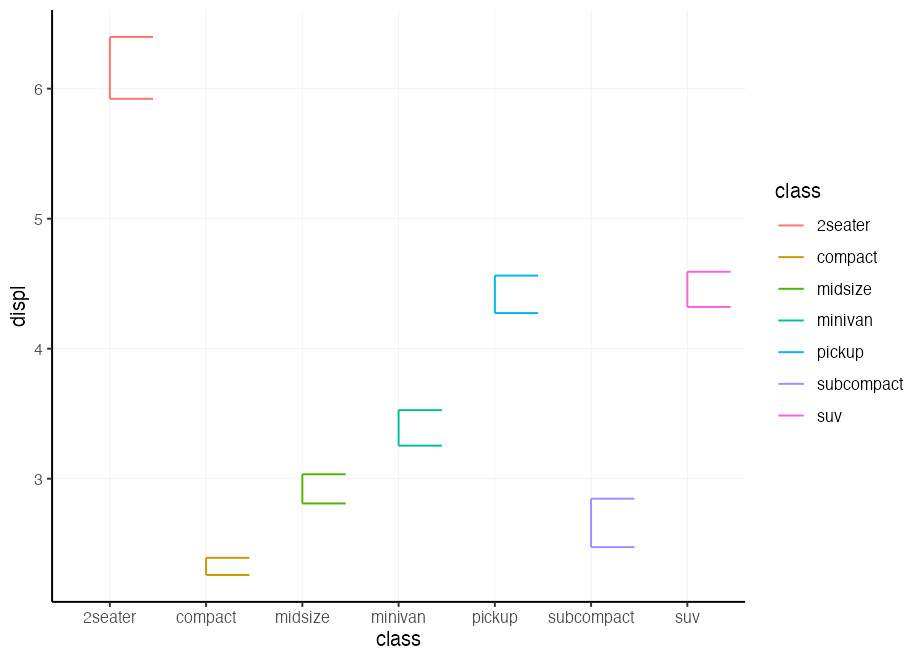 6
5
4
3
displ
2seater compact midsize minivan pickup subcompact suv
class
class
2seater
compact
midsize
minivan
pickup
subcompact
suv